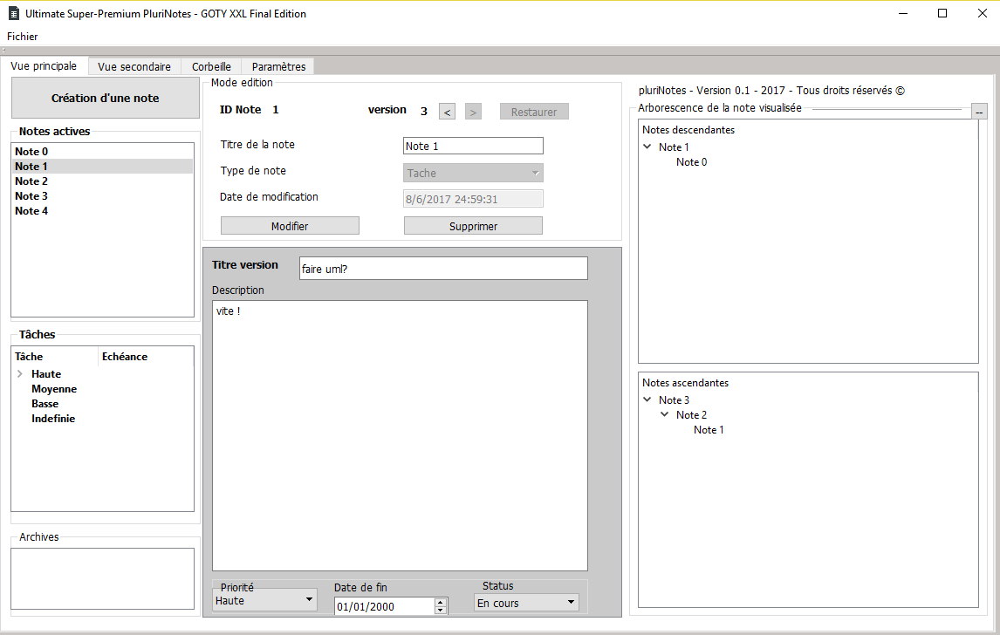 Ultimate Super-Premium PluriNotes - GOTY XXL Final Edition
Fichier
Vue principale Vue secondaire Corbeille Paramètres
Création d'une note
Notes actives
Note 0
Note 1
Note 2
Note 3
Note 4
Tâches
Tâche Echéance
Haute
Moyenne
Basse
Indefinie
Archives
Mode edition
ID Note 1 version 3 < > Restaurer
Titre de la note Note 1
Type de note Tache
Date de modification 8/6/2017 24:59:31
Modifier Supprimer
Titre version faire uml?
Description
vite !
Priorité Date de fin Status
Haute 01/01/2000 En cours
pluriNotes - Version 0.1 - 2017 - Tous droits réservés ©
Arborescence de la note visualisée --
Notes descendantes
Note 1
Note 0
Notes ascendantes
Note 3
Note 2
Note 1